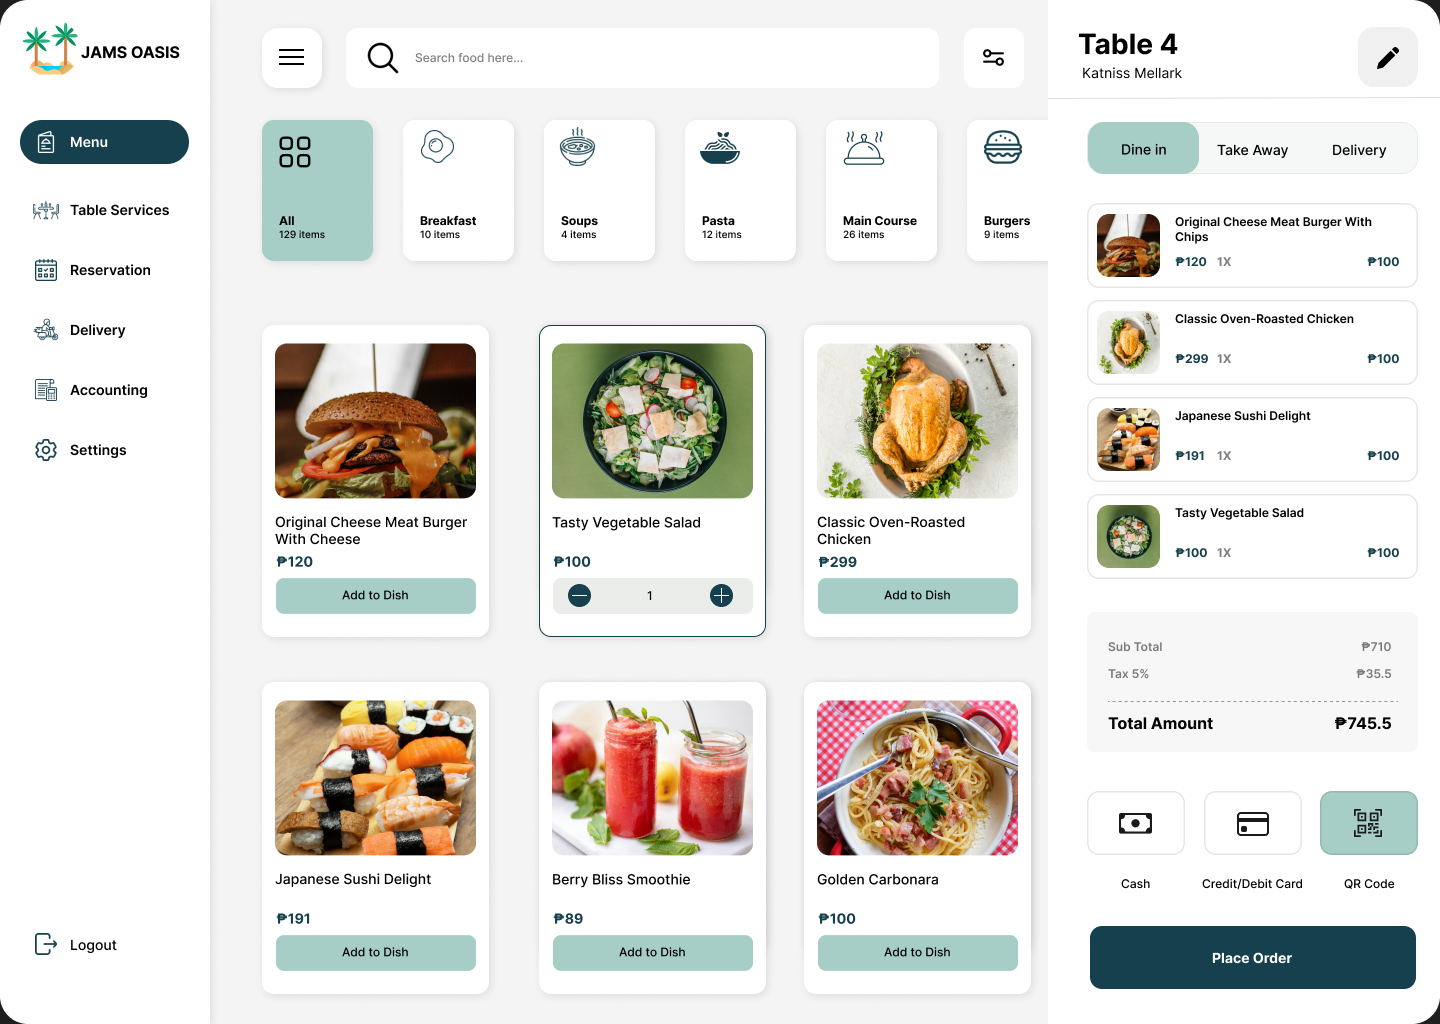 JAMS OASIS
Menu
Table Services
Reservation
Delivery
Accounting
Settings
Logout
Search food here...
All
129 items
Breakfast
10 items
Soups
4 items
Pasta
12 items
Main Course
26 items
Burgers
9 items
Original Cheese Meat Burger
With Cheese
₱120
Add to Dish
Tasty Vegetable Salad
₱100
1
Classic Oven-Roasted
Chicken
₱299
Add to Dish
Japanese Sushi Delight
₱191
Add to Dish
Berry Bliss Smoothie
₱89
Add to Dish
Golden Carbonara
₱100
Add to Dish
Table 4
Katniss Mellark
Dine in
Take Away
Delivery
Original Cheese Meat Burger With
Chips
₱120 1X ₱100
Classic Oven-Roasted Chicken
₱299 1X ₱100
Japanese Sushi Delight
₱191 1X ₱100
Tasty Vegetable Salad
₱100 1X ₱100
Sub Total ₱710
Tax 5% ₱35.5
Total Amount ₱745.5
Cash
Credit/Debit Card
QR Code
Place Order